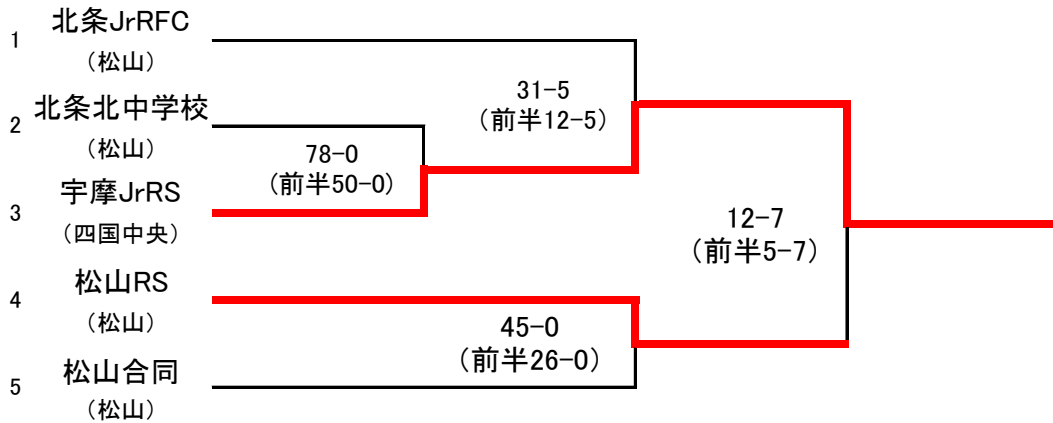 1
北条JrRFC
（松山）
2
北条北中学校
（松山）
3
宇摩JrRS
（四国中央）
4
松山RS
（松山）
5
松山合同
（松山）
78-0
（前半50-0）
31-5
（前半12-5）
45-0
（前半26-0）
12-7
（前半5-7）